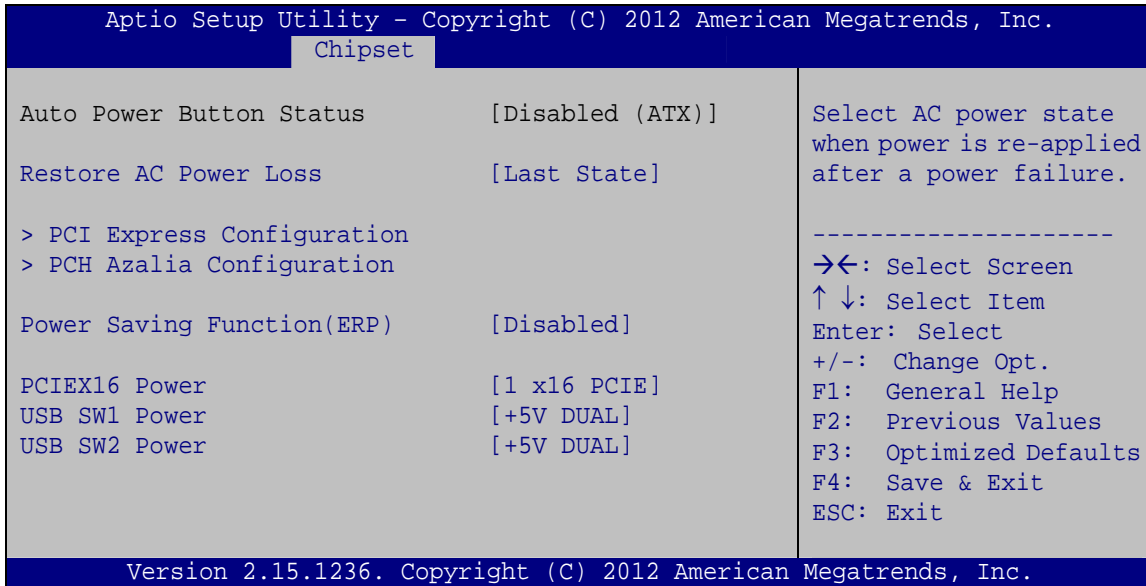 Aptio Setup Utility – Copyright (C) 2012 American Megatrends, Inc.
Chipset
Auto Power Button Status [Disabled (ATX)]
Restore AC Power Loss [Last State]
> PCI Express Configuration
> PCH Azalia Configuration
Power Saving Function(ERP) [Disabled]
PCIEX16 Power [1 x16 PCIE]
USB SW1 Power [+5V DUAL]
USB SW2 Power [+5V DUAL]
Select AC power state
when power is re-applied
after a power failure.
---------------------
→←: Select Screen
↑ ↓: Select Item
Enter: Select
+/-: Change Opt.
F1: General Help
F2: Previous Values
F3: Optimized Defaults
F4: Save & Exit
ESC: Exit
Version 2.15.1236. Copyright (C) 2012 American Megatrends, Inc.